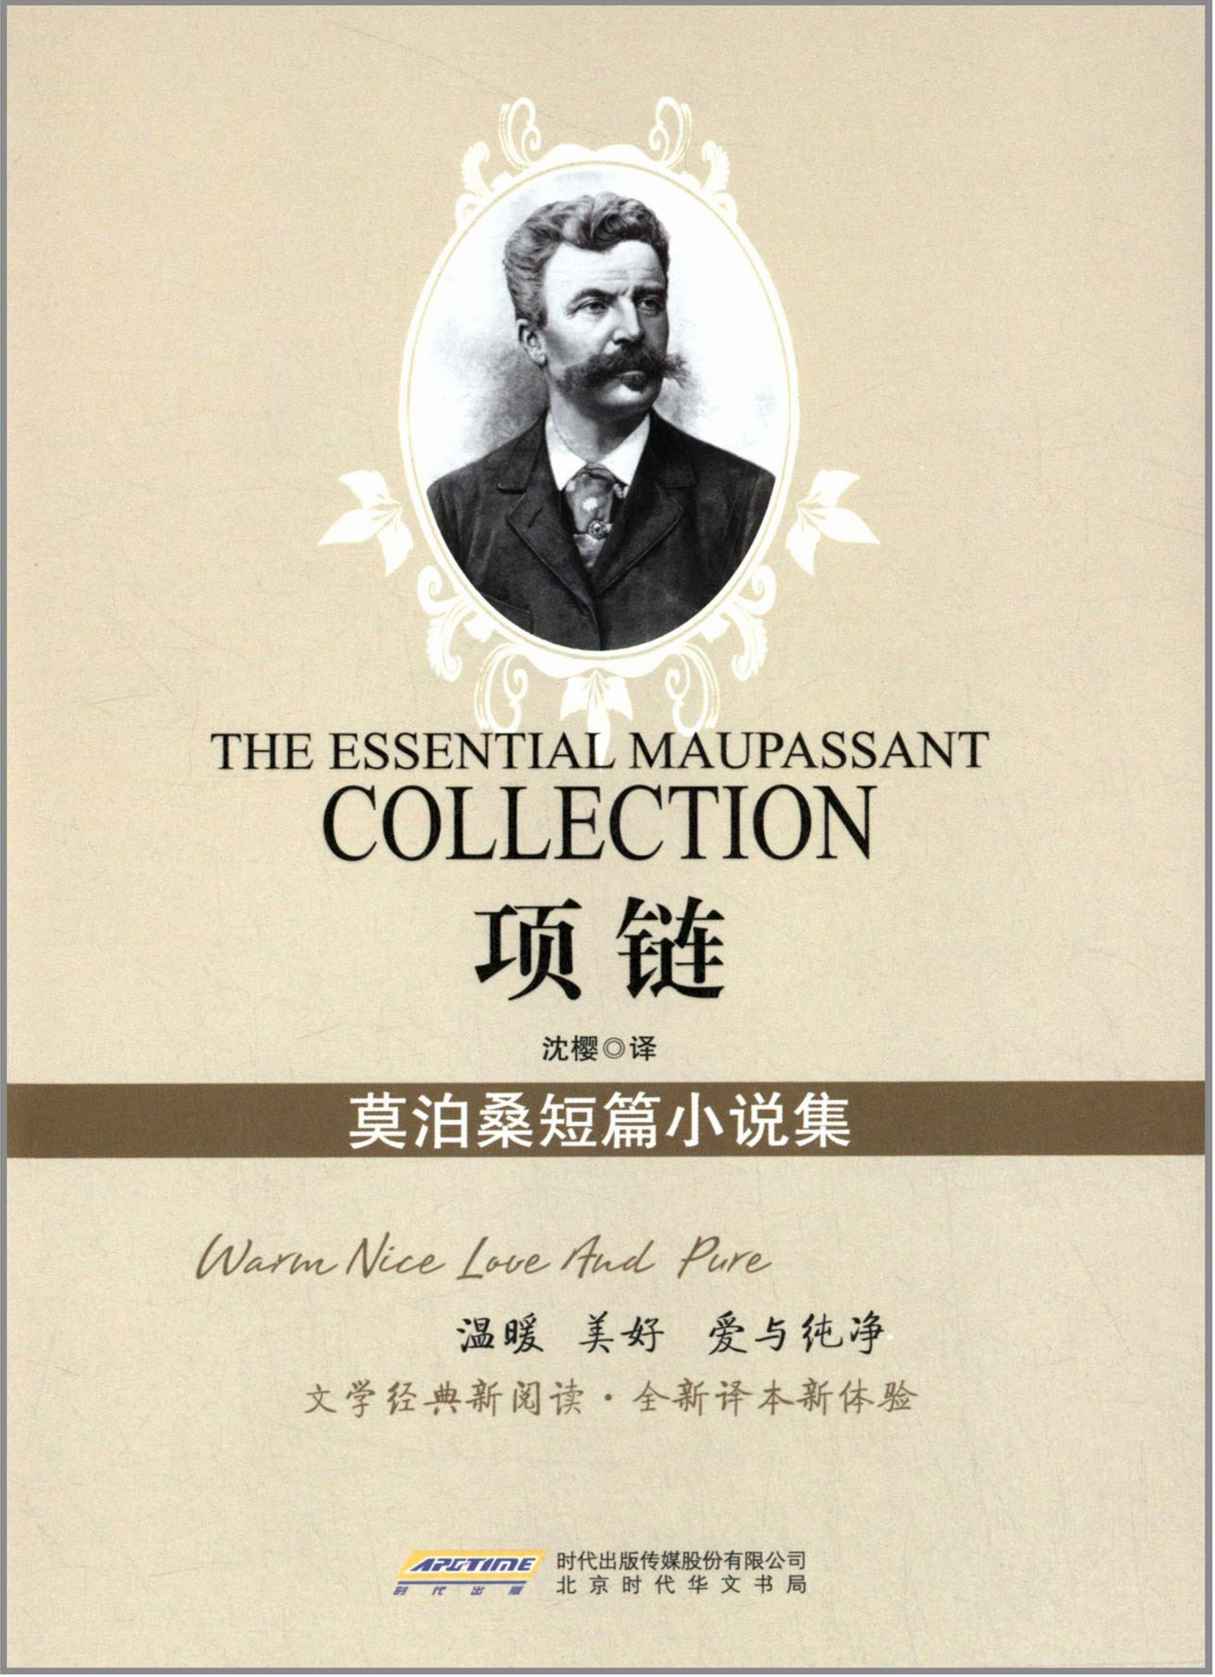 THE ESSENTIAL MAUPASSANT
COLLECTION
项链
沈樱◎译
莫泊桑短篇小说集
Warm Nice Love And Pure
温暖 美好 爱与纯净
文学经典新阅读·全新译本新体验
APGTIME 时代出版传媒股份有限公司
时代出版 北京时代华文书局